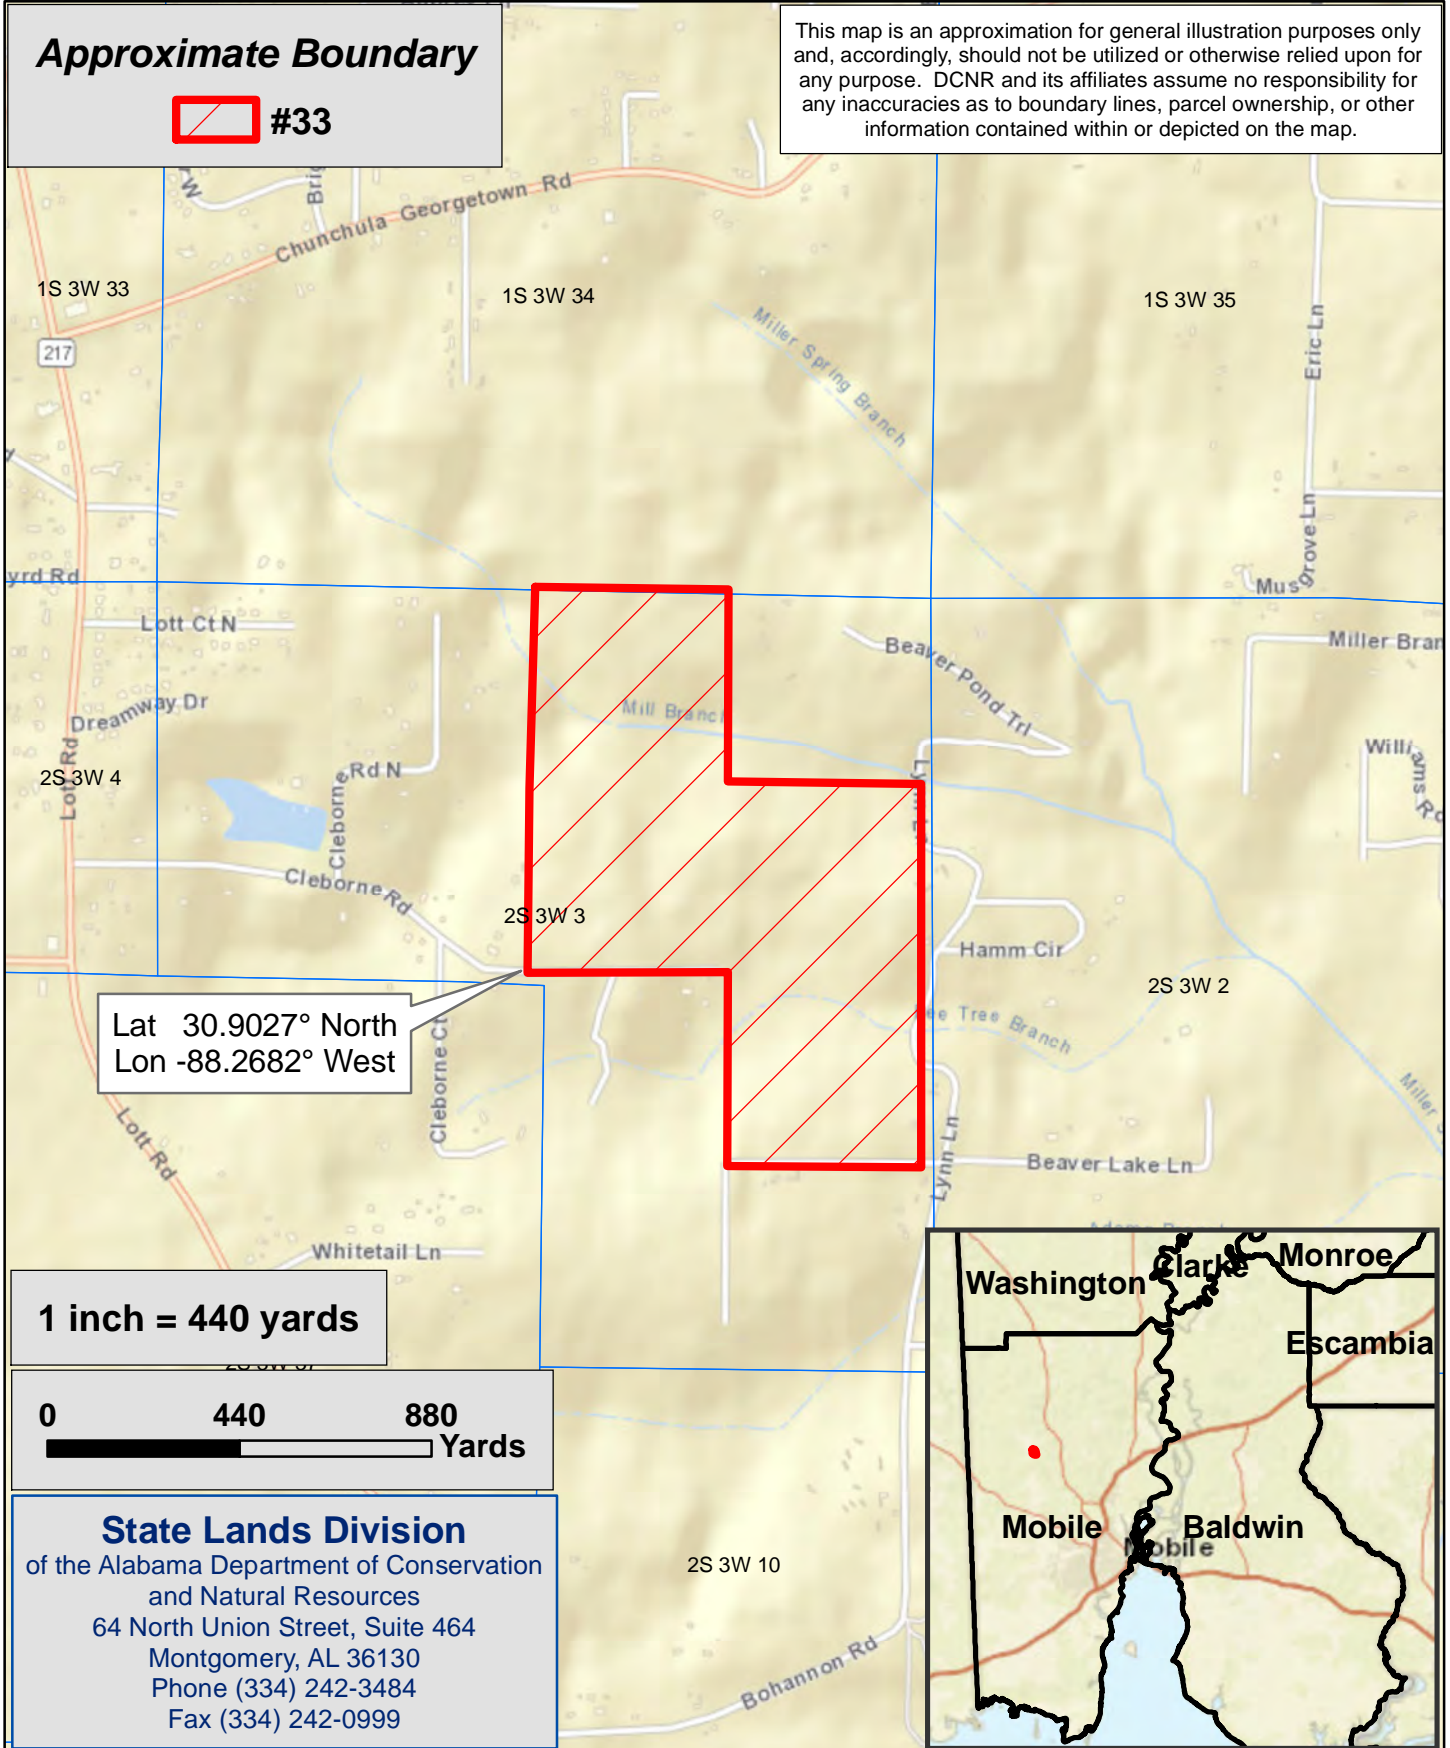 Approximate Boundary
#33
This map is an approximation for general illustration purposes only
and, accordingly, should not be utilized or otherwise relied upon for
any purpose. DCNR and its affiliates assume no responsibility for
any inaccuracies as to boundary lines, parcel ownership, or other
information contained within or depicted on the map.
Chunchula Georgetown Rd
1S 3W 33
1S 3W 34
1S 3W 35
217
Miller Spring Branch
Eric Ln
Musgrove Ln
Lott Ct N
Beaver Pond Trl
Miller Bran
Dreamway Dr
Mill Branch
Lott Rd
2S 3W 4
Cleborne Rd N
Williams Rd
Cleborne Rd
2S 3W 3
Hamm Cir
2S 3W 2
Lat 30.9027° North
Lon -88.2682° West
Branch
Tree
Cleborne Ct
Miller
Lott Rd
Lynn Ln
Beaver Lake Ln
Whitetail Ln
1 inch = 440 yards
0 440 880
Yards
State Lands Division
of the Alabama Department of Conservation
and Natural Resources
64 North Union Street, Suite 464
Montgomery, AL 36130
Phone (334) 242-3484
Fax (334) 242-0999
2S 3W 10
Bohannon Rd
Washington
Clarke
Monroe
Escambia
Mobile
Baldwin
Mobile